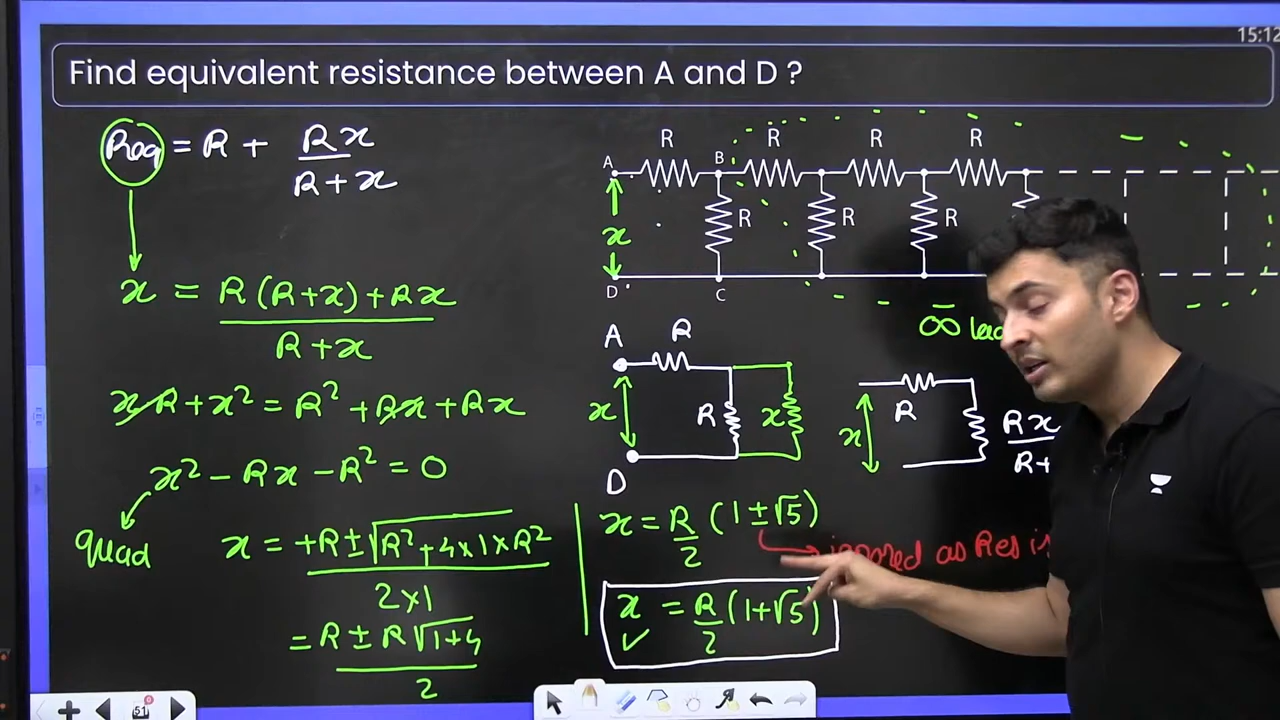 15:12
Find equivalent resistance between A and D ?
Req = R + Rx/R+x
x = R(R+x)+Rx/R+x
xR+x² = R²+Rx+Rx
x² - Rx - R² = 0
quad
x = +R±√R²+4×1×R²/2×1
= R ± R√1+4/2
R R R R
A B
R R R
x
D C
∞
A R
x R x
D
x R Rx/R+
x = R/2 (1±√5)
ignored as Res is
x = R/2 (1+√5)
51